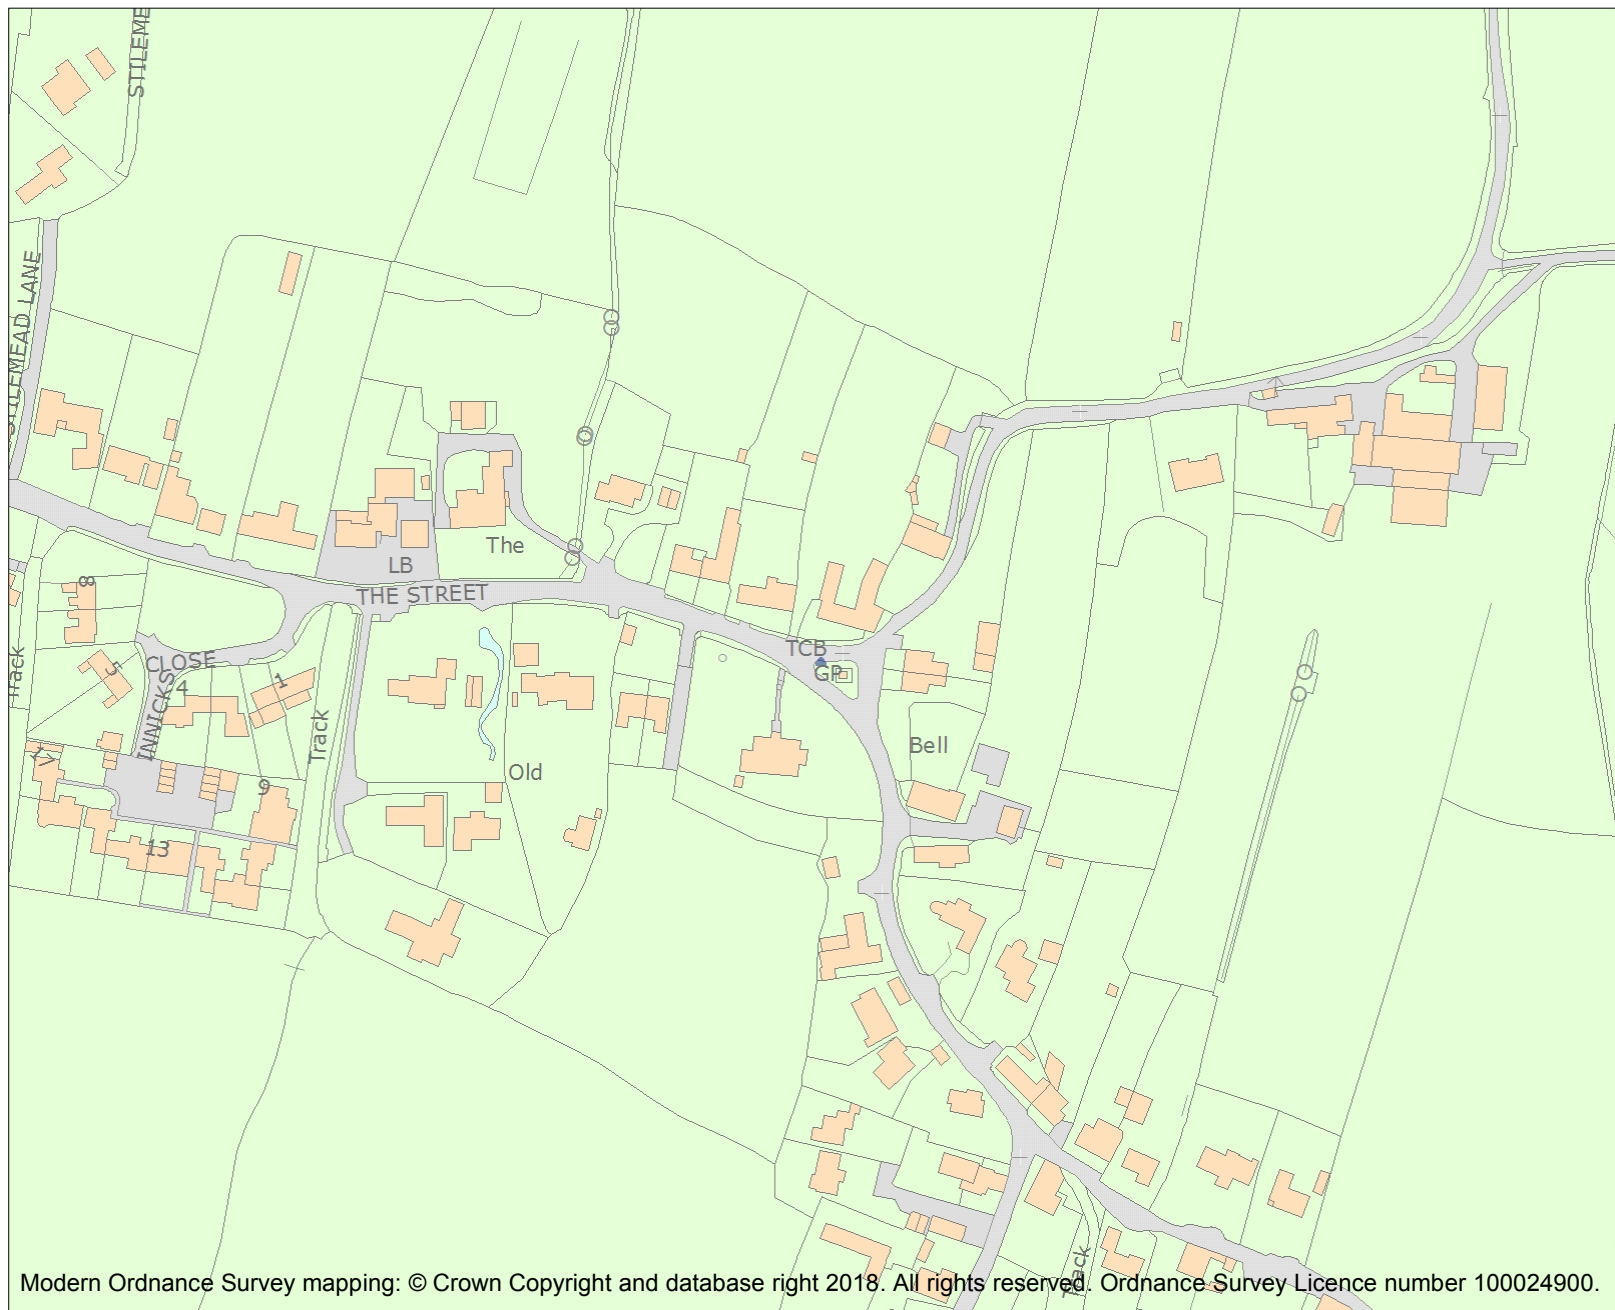 STILEME
STILEMEAD LANE
The
LB
THE STREET
8
TCB
GP
CLOSE
Track
5
4
1
INNICKS
Track
Bell
17
Old
9
13
Track
Modern Ordnance Survey mapping: © Crown Copyright and database right 2018. All rights reserved. Ordnance Survey Licence number 100024900.